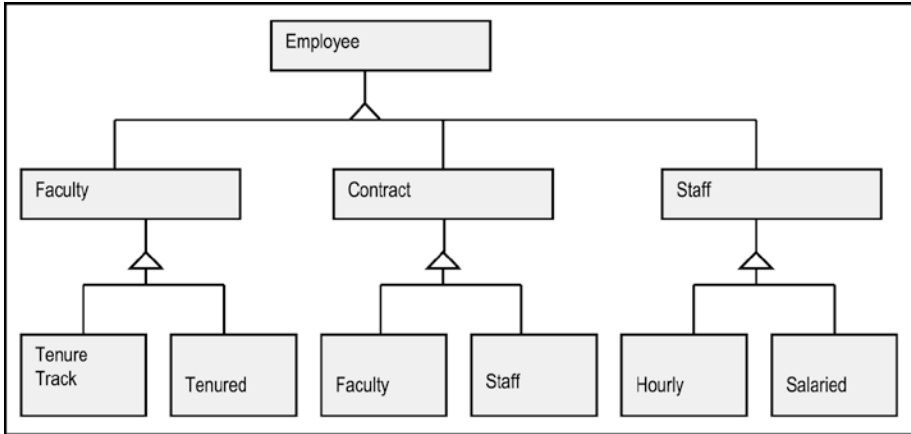 Employee
Faculty
Contract
Staff
Tenure
Track
Tenured
Faculty
Staff
Hourly
Salaried